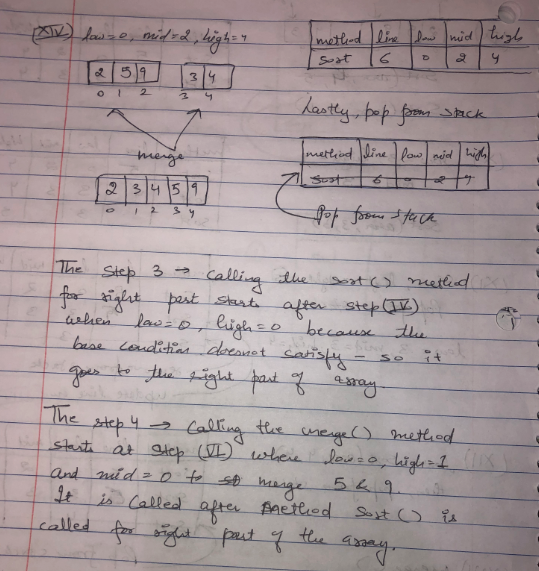 (XIV) low=0, mid=2, high=4
method line low mid high
sort 6 0 2 4
2 5 9 3 4
0 1 2 3 4
Lastly, pop from stack
merge
method line low mid high
sort 6 0 2 4
2 3 4 5 9
0 1 2 3 4
Pop from stack
The step 3 → calling the sort() method
for right part starts after step (IV)
when low=0, high=0 because the
base condition doesnot satisfy - so it
goes to the right part of array
The step 4 → Calling the merge() method
starts at step (VI) where low=0, high=1
and mid=0 to merge 5 & 9.
It is called after method sort() is
called for right part of the array.